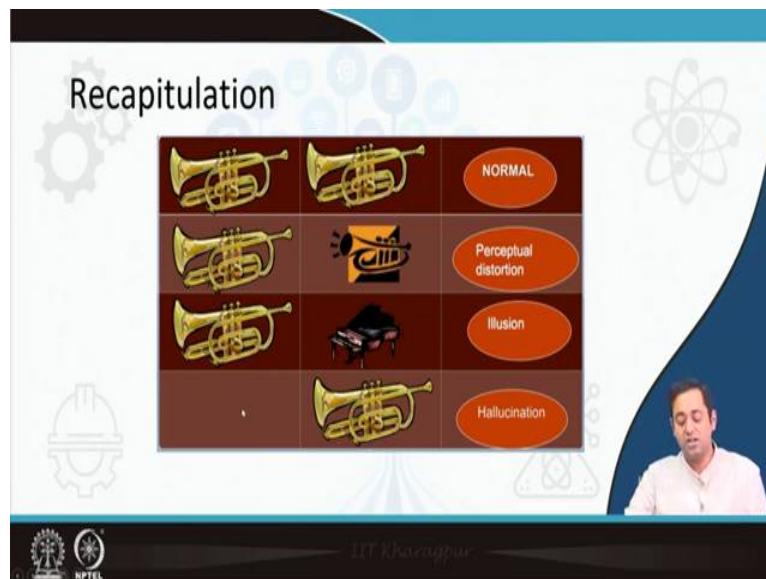 Recapitulation
NORMAL
Perceptual
distortion
Illusion
Hallucination
IIT Kharagpur
NPTEL